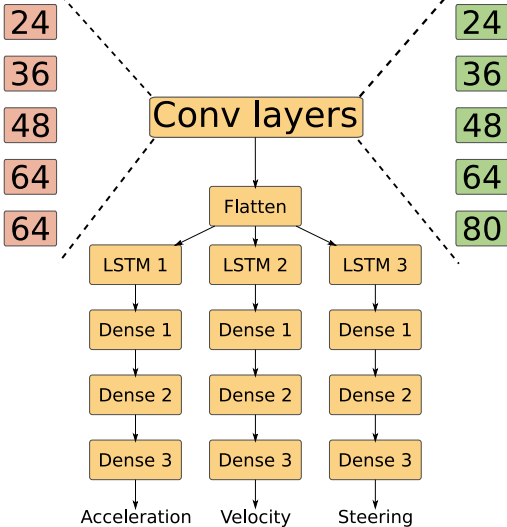 24 24
36 36
Conv layers
48 48
64 64
Flatten
64 80
LSTM 1 LSTM 2 LSTM 3
Dense 1 Dense 1 Dense 1
Dense 2 Dense 2 Dense 2
Dense 3 Dense 3 Dense 3
Acceleration Velocity Steering